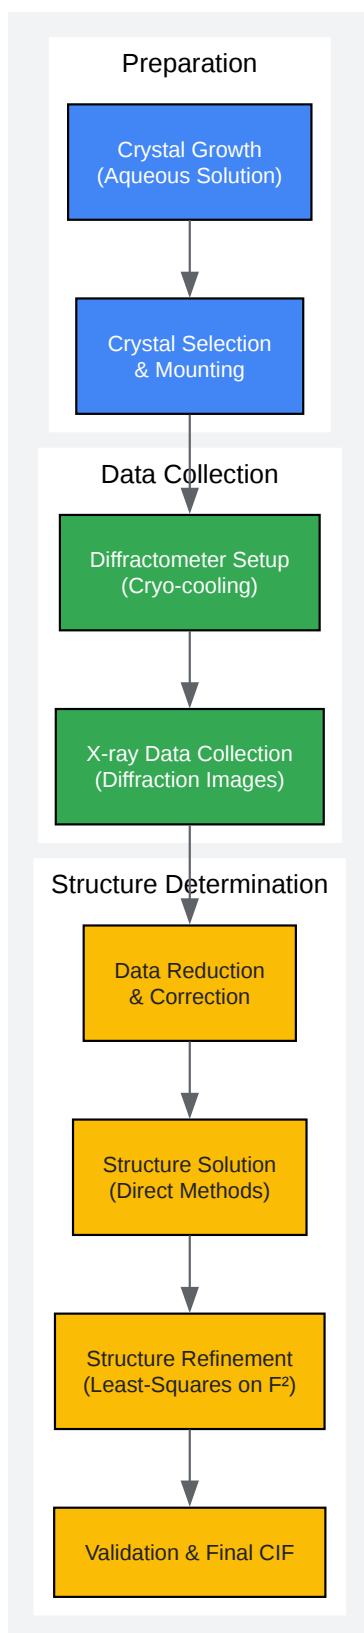 Preparation
Crystal Growth
(Aqueous Solution)
Crystal Selection
& Mounting
Data Collection
Diffractometer Setup
(Cryo-cooling)
X-ray Data Collection
(Diffraction Images)
Structure Determination
Data Reduction
& Correction
Structure Solution
(Direct Methods)
Structure Refinement
(Least-Squares on F²)
Validation & Final CIF